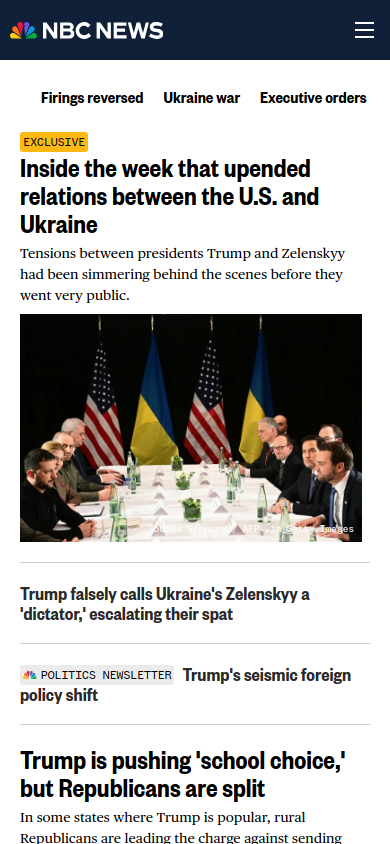 NBC NEWS
Firings reversed Ukraine war Executive orders
EXCLUSIVE
Inside the week that upended
relations between the U.S. and
Ukraine
Tensions between presidents Trump and Zelenskyy
had been simmering behind the scenes before they
went very public.
AFP via Getty Images
Trump falsely calls Ukraine's Zelenskyy a
'dictator,' escalating their spat
POLITICS NEWSLETTER Trump's seismic foreign
policy shift
Trump is pushing 'school choice,'
but Republicans are split
In some states where Trump is popular, rural
Republicans are leading the charge against sending